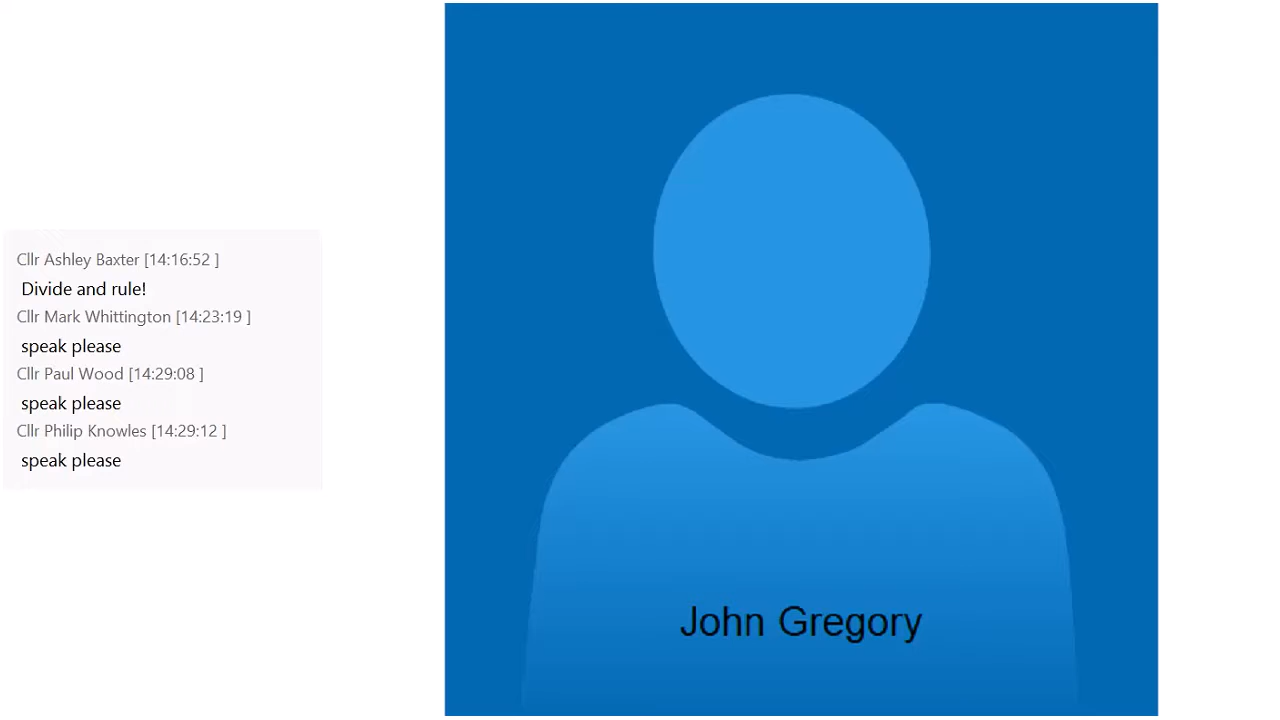 Cllr Ashley Baxter [14:16:52 ]
Divide and rule!
Cllr Mark Whittington [14:23:19 ]
speak please
Cllr Paul Wood [14:29:08 ]
speak please
Cllr Philip Knowles [14:29:12 ]
speak please
John Gregory